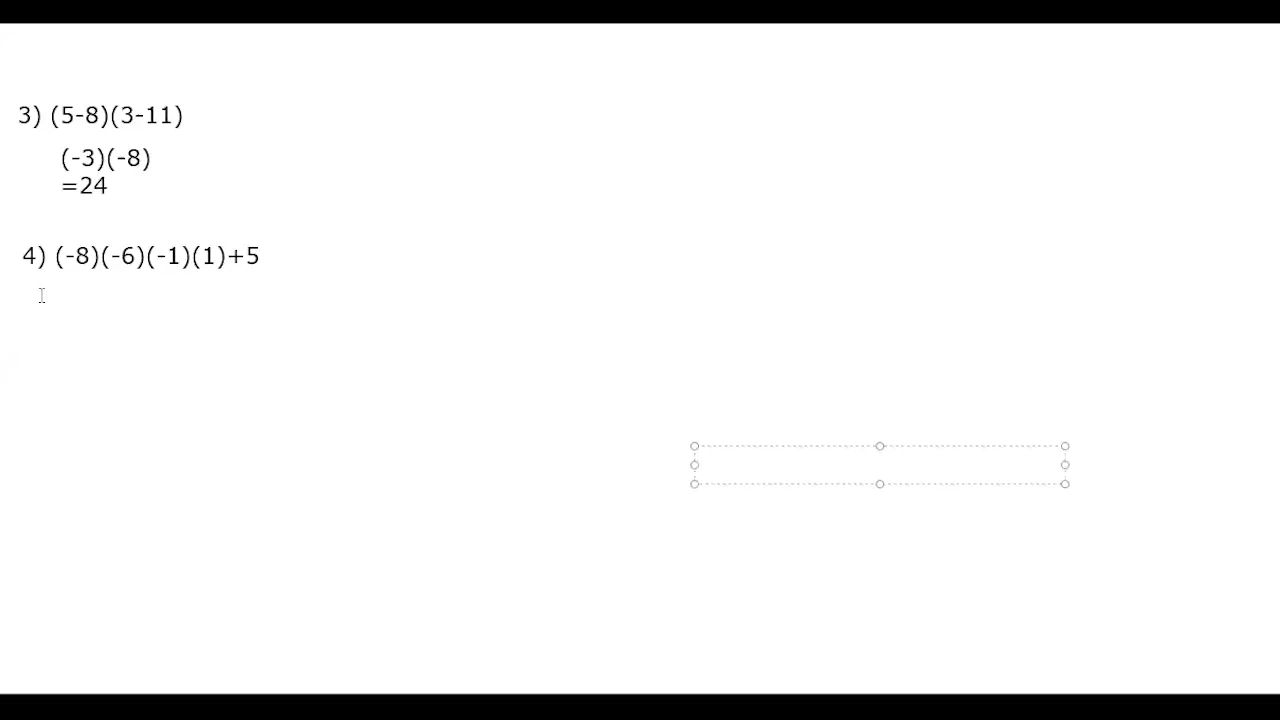 3) (5-8)(3-11)
(-3)(-8)
=24
4) (-8)(-6)(-1)(1)+5